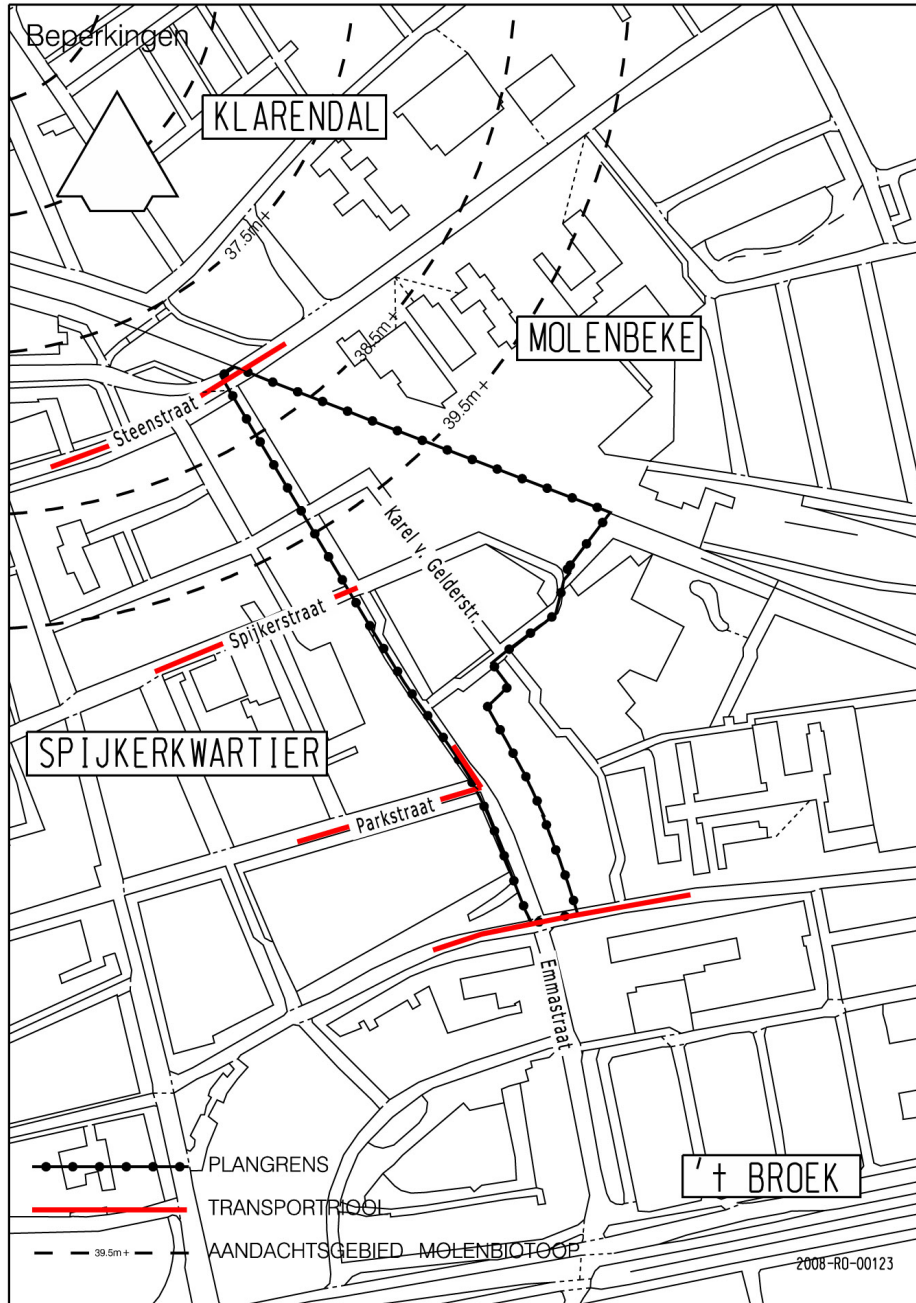 Beperkingen
KLARENDAL
37.5m+
38.5m+
MOLENBEKE
39.5m+
Steenstraat
Karel v. Gelderstr.
Spijkerstraat
SPIJKERKWARTIER
Parkstraat
Emmastraat
PLANGRENS
't BROEK
TRANSPORTRIOOL
39.5m+ AANDACHTSGEBIED MOLENBIOTOOP
2008-RO-00123